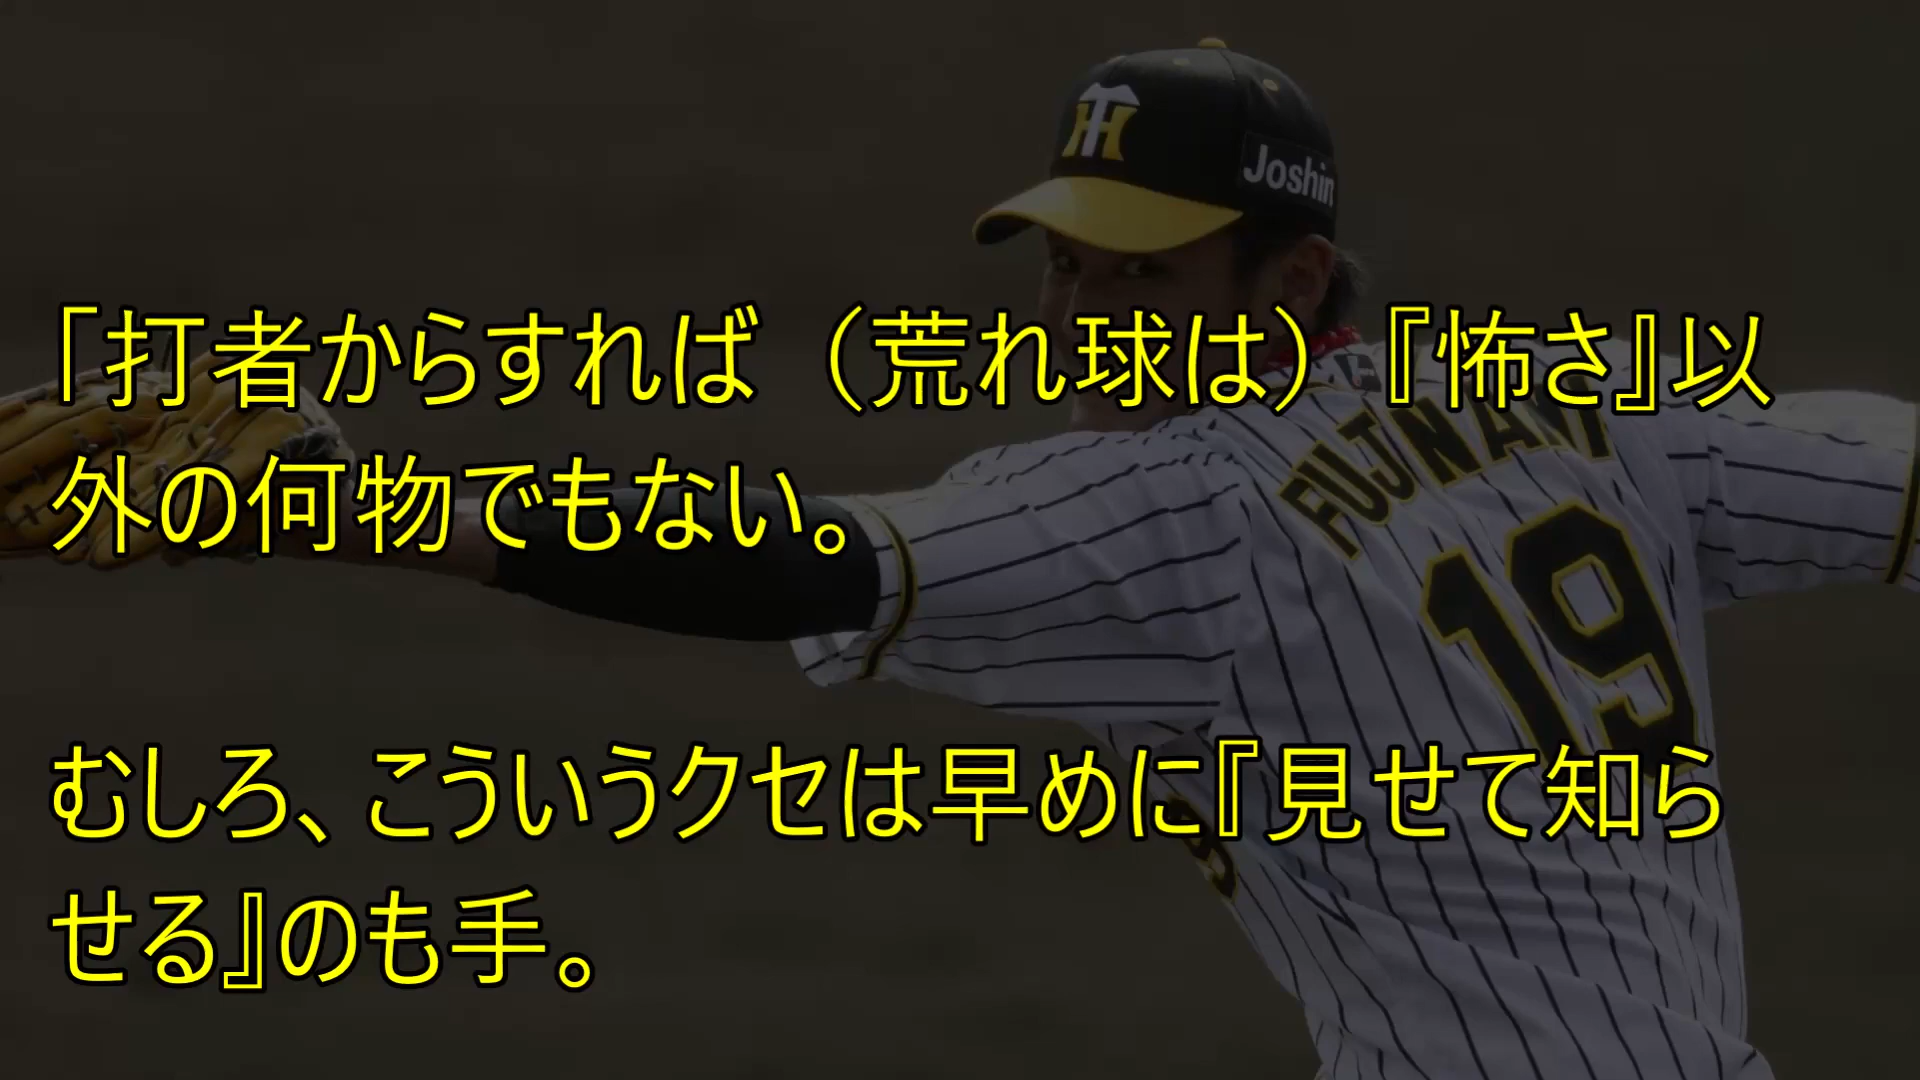 HT
Joshin
「打者からすれば（荒れ球は）『怖さ』以
外の何物でもない。
FUJINAMI
19
むしろ、こういうクセは早めに『見せて知ら
せる』のも手。